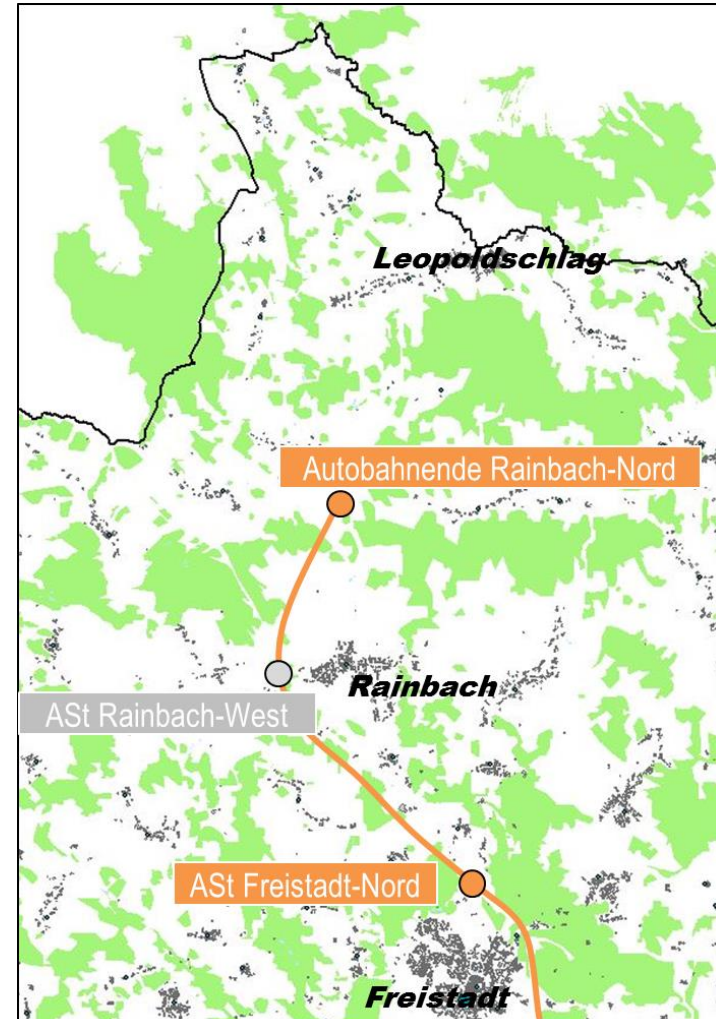 Leopoldschlag
Autobahnende Rainbach-Nord
Rainbach
ASt Rainbach-West
ASt Freistadt-Nord
Freistadt